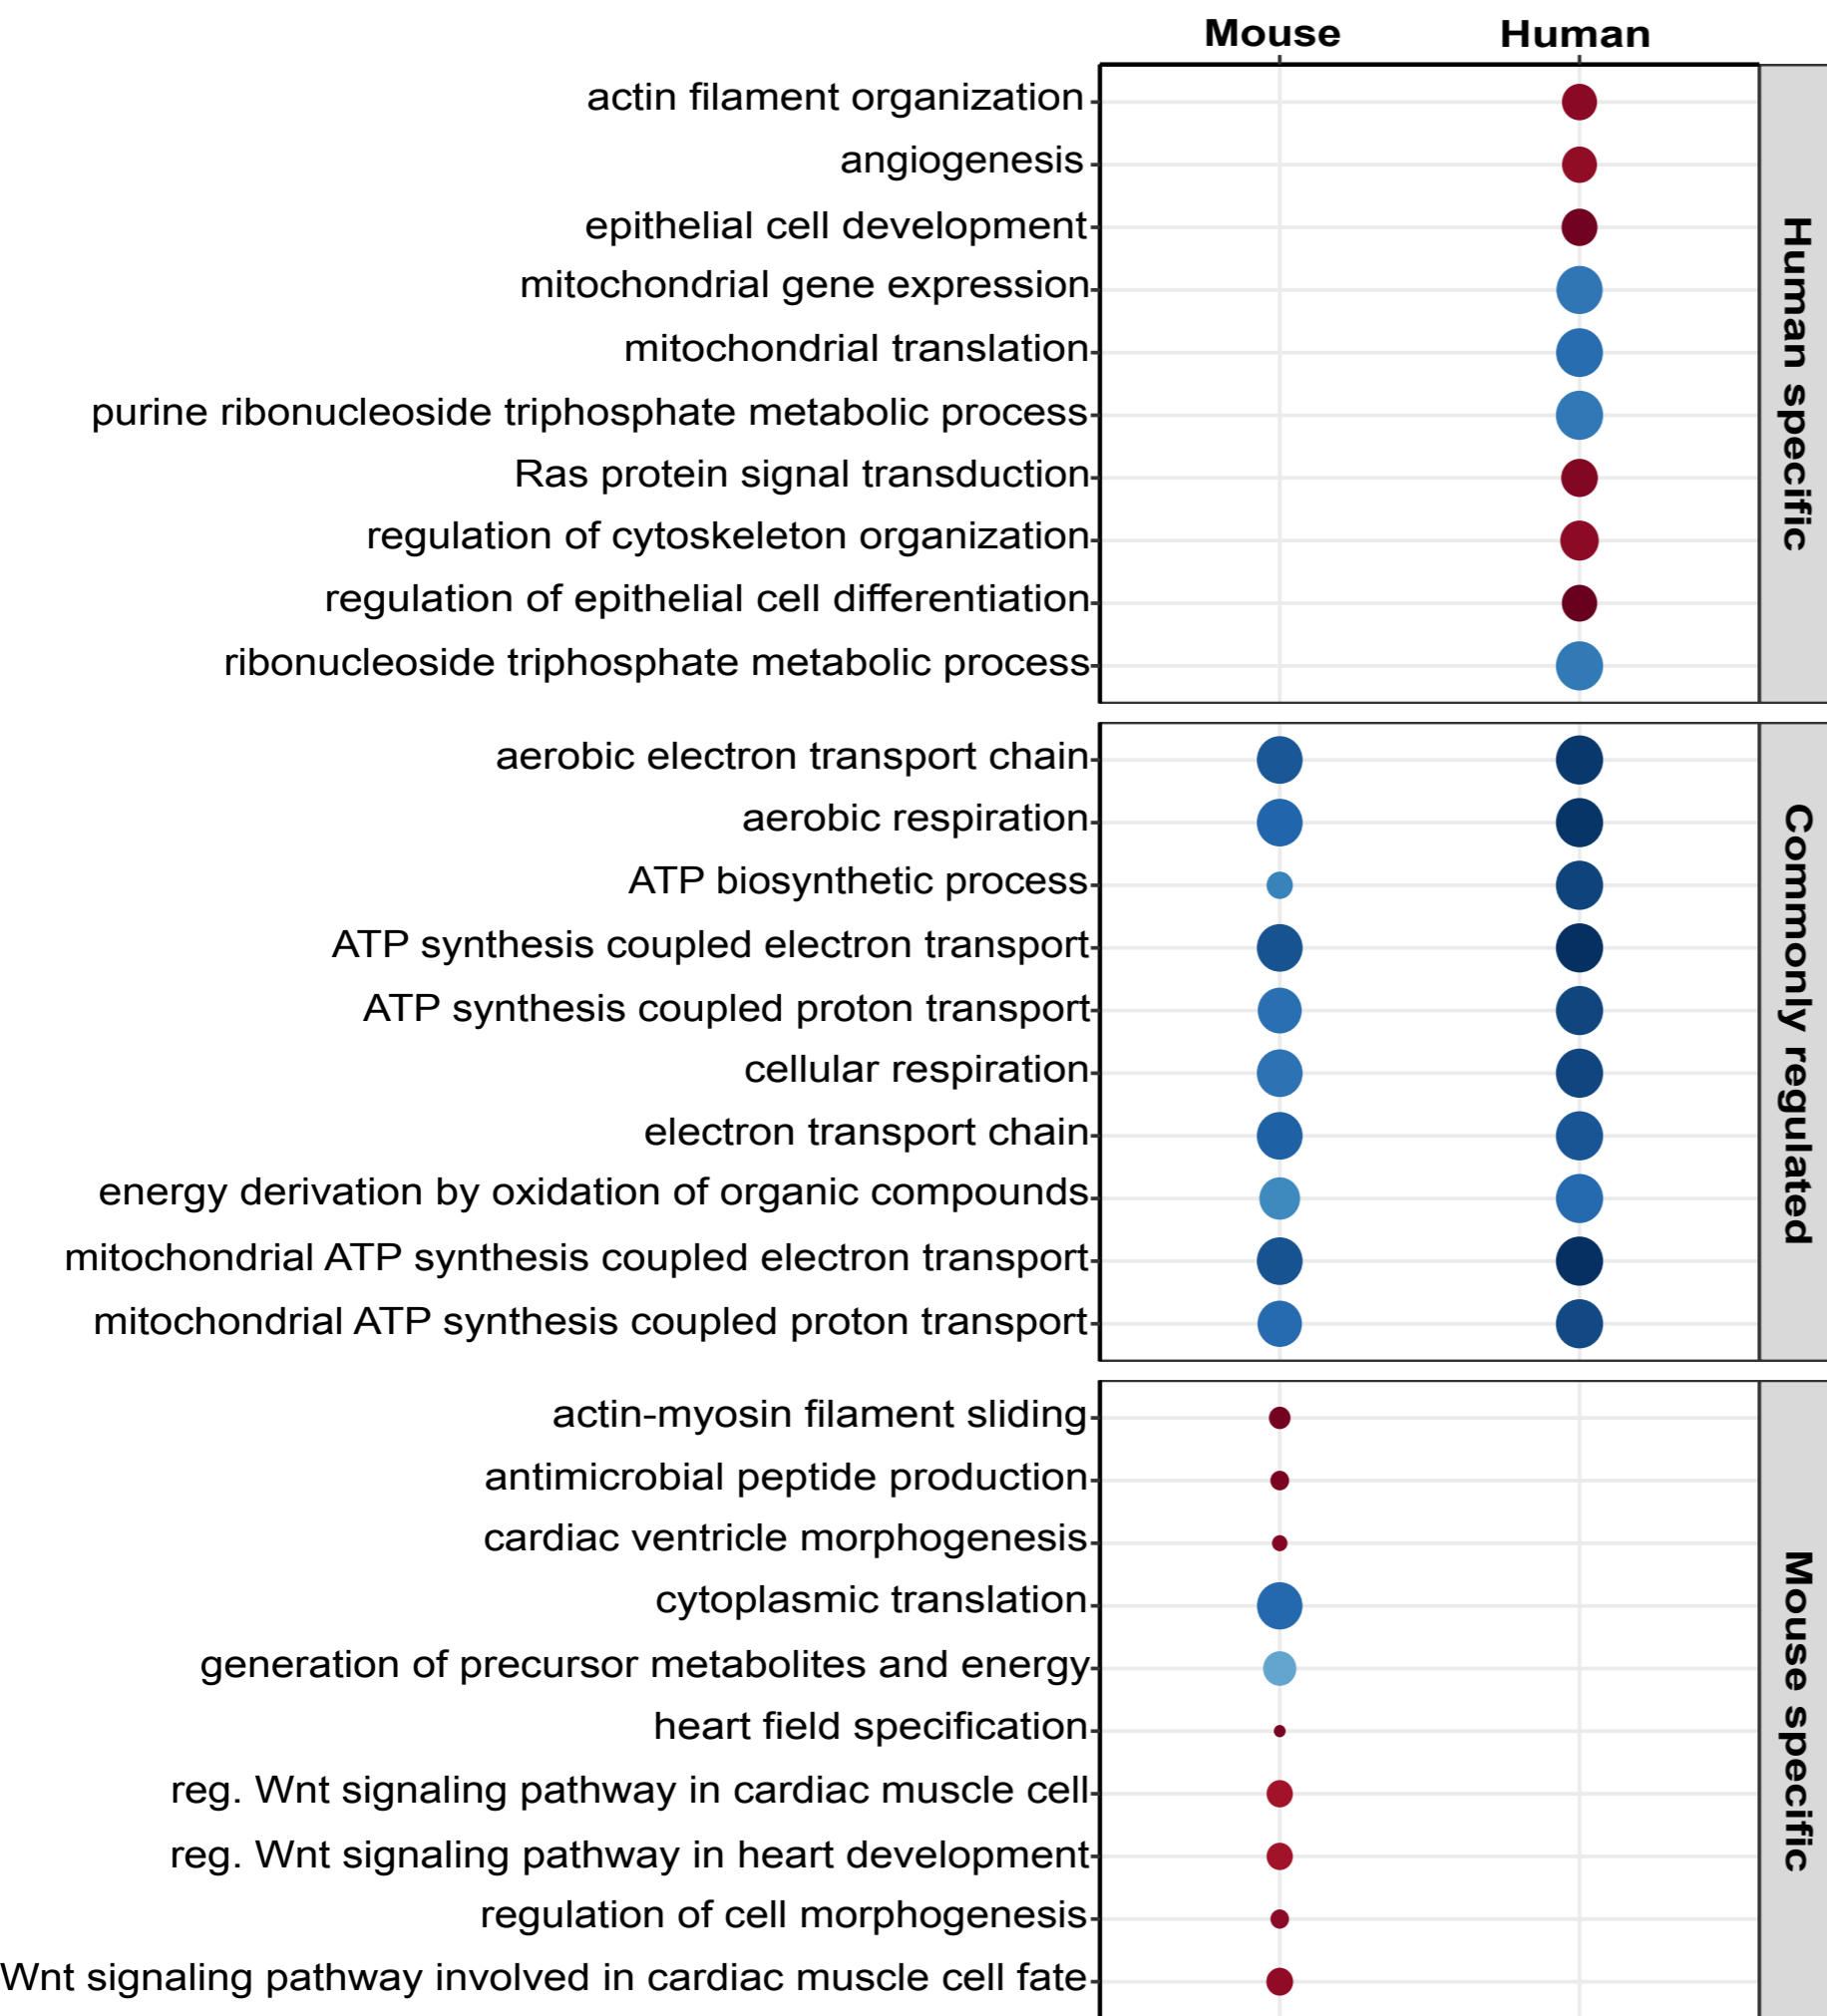 Mouse
Human
actin filament organization
angiogenesis
epithelial cell development
mitochondrial gene expression
mitochondrial translation
purine ribonucleoside triphosphate metabolic process
Ras protein signal transduction
regulation of cytoskeleton organization
regulation of epithelial cell differentiation
ribonucleoside triphosphate metabolic process
Human specific
aerobic electron transport chain
aerobic respiration
ATP biosynthetic process
ATP synthesis coupled electron transport
ATP synthesis coupled proton transport
cellular respiration
electron transport chain
energy derivation by oxidation of organic compounds
mitochondrial ATP synthesis coupled electron transport
mitochondrial ATP synthesis coupled proton transport
Commonly regulated
actin-myosin filament sliding
antimicrobial peptide production
cardiac ventricle morphogenesis
cytoplasmic translation
generation of precursor metabolites and energy
heart field specification
reg. Wnt signaling pathway in cardiac muscle cell
reg. Wnt signaling pathway in heart development
regulation of cell morphogenesis
Wnt signaling pathway involved in cardiac muscle cell fate
Mouse specific